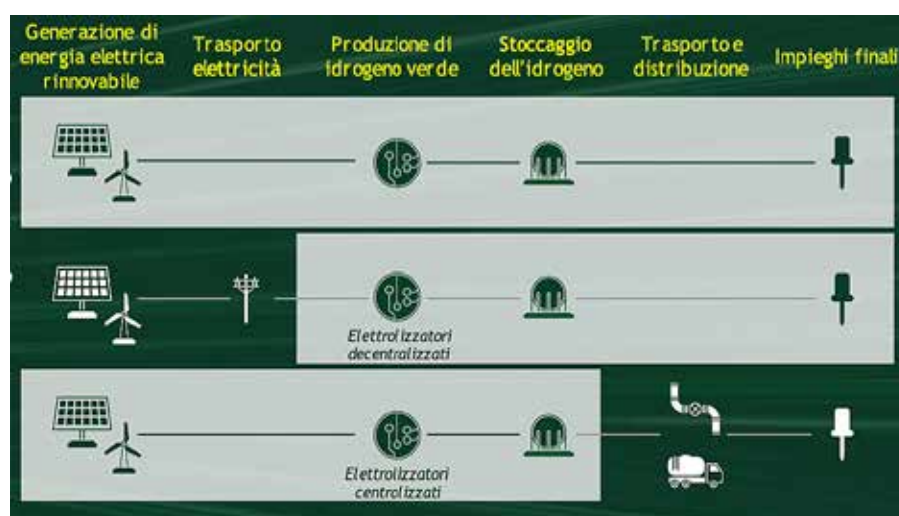 Generazione di
energia elettrica
rinnovabile
Trasporto
elettricità
Produzione di
idrogeno verde
Stoccaggio
dell'idrogeno
Trasporto e
distribuzione
Impieghi finali
Elettrolizzatori
decentralizzati
Elettrolizzatori
centrolizzati